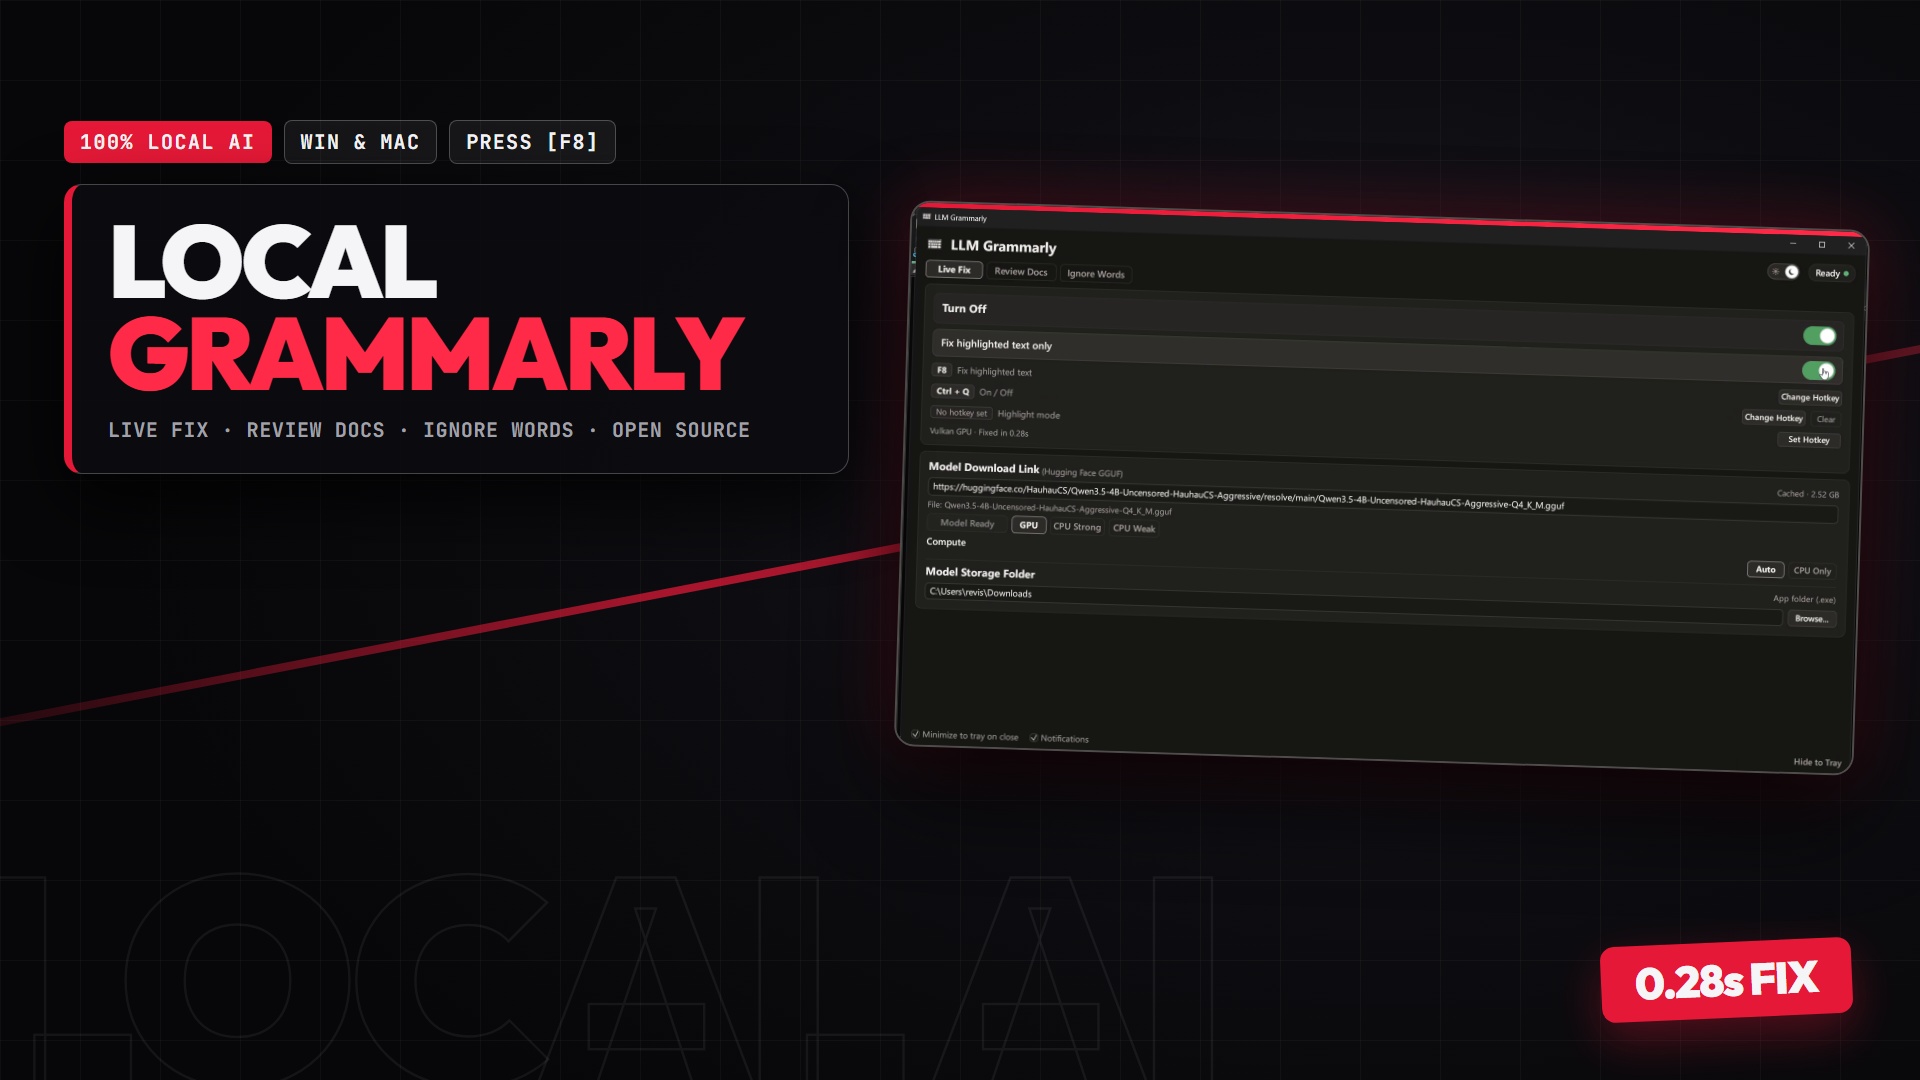 100% LOCAL AI
WIN & MAC
PRESS [F8]
LOCAL
GRAMMARLY
LIVE FIX · REVIEW DOCS · IGNORE WORDS · OPEN SOURCE
LLM Grammarly
LLM Grammarly
Live Fix
Review Docs
Ignore Words
Ready
Turn Off
Fix highlighted text only
F8 Fix highlighted text
Change Hotkey
Ctrl + Q On / Off
Change Hotkey Clear
No hotkey set Highlight mode
Set Hotkey
Vulkan GPU · Fixed in 0.28s
Model Download Link (Hugging Face GGUF)
Cached · 2.52 GB
https://huggingface.co/HauhauCS/Qwen3.5-4B-Uncensored-HauhauCS-Aggressive/resolve/main/Qwen3.5-4B-Uncensored-HauhauCS-Aggressive-Q4_K_M.gguf
File: Qwen3.5-4B-Uncensored-HauhauCS-Aggressive-Q4_K_M.gguf
Model Ready GPU CPU Strong CPU Weak
Compute
Auto CPU Only
Model Storage Folder
App folder (.exe)
C:\Users\revis\Downloads
Browse...
Minimize to tray on close
Notifications
Hide to Tray
LOCAL AI
0.28s FIX